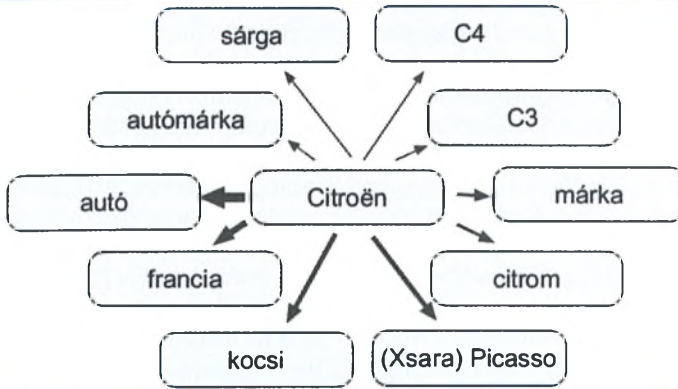 sárga
C4
autómárka
C3
autó
Citroën
márka
francia
citrom
kocsi
(Xsara) Picasso